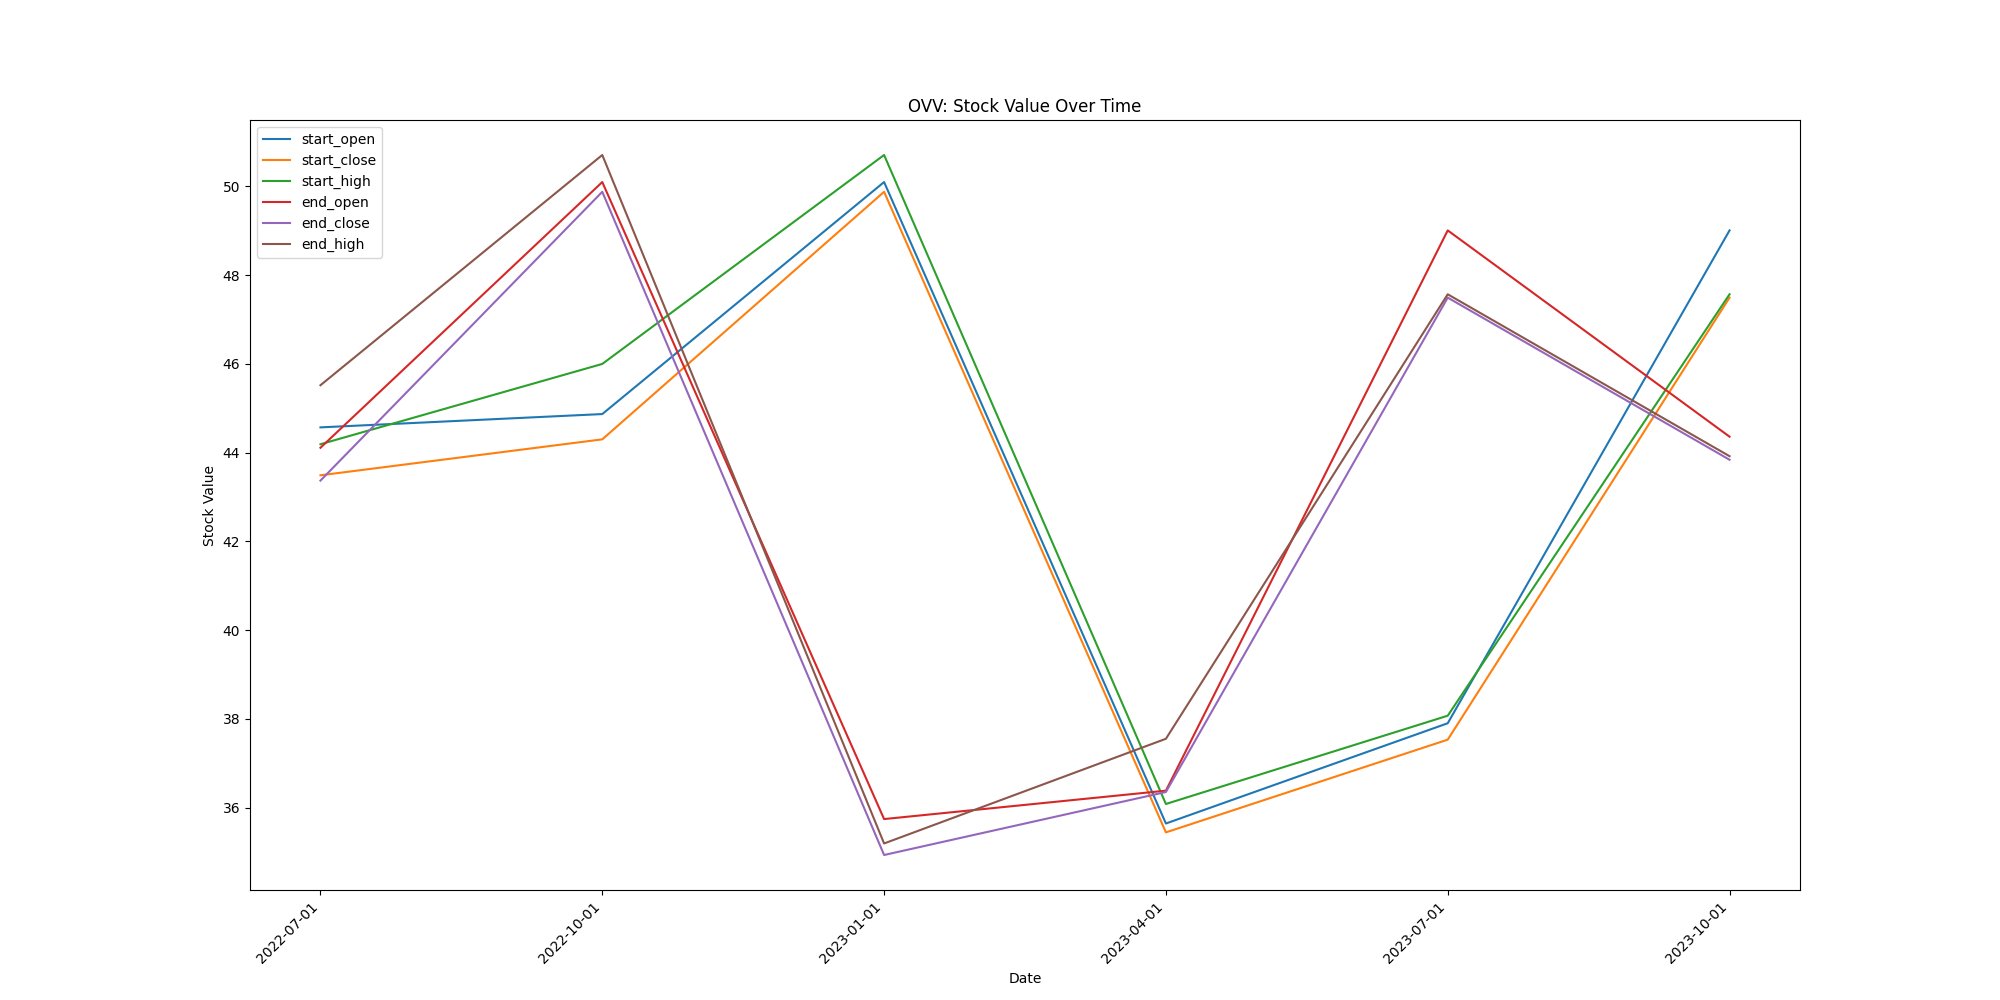 OVV: Stock Value Over Time
start_open
start_close
start_high
end_open
end_close
end_high
50
48
46
44
42
40
38
36
Stock Value
2022-07-01
2022-10-01
2023-01-01
2023-04-01
2023-07-01
2023-10-01
Date